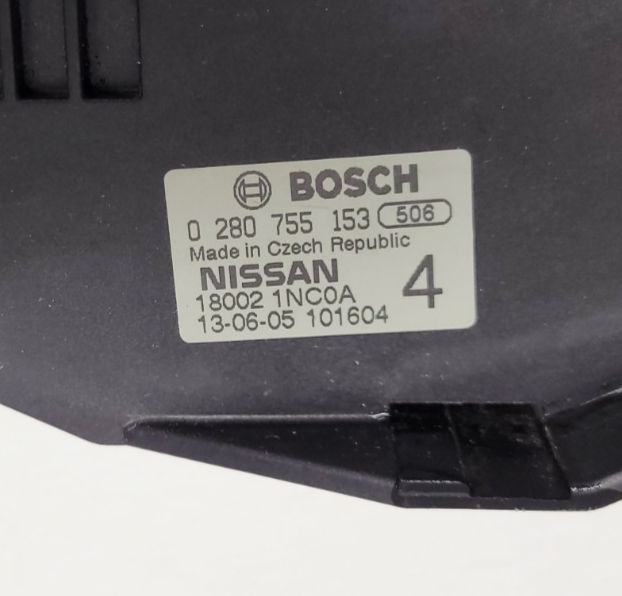 BOSCH
0 280 755 153 506
Made in Czech Republic
NISSAN
18002 1NC0A
4
13-06-05 101604